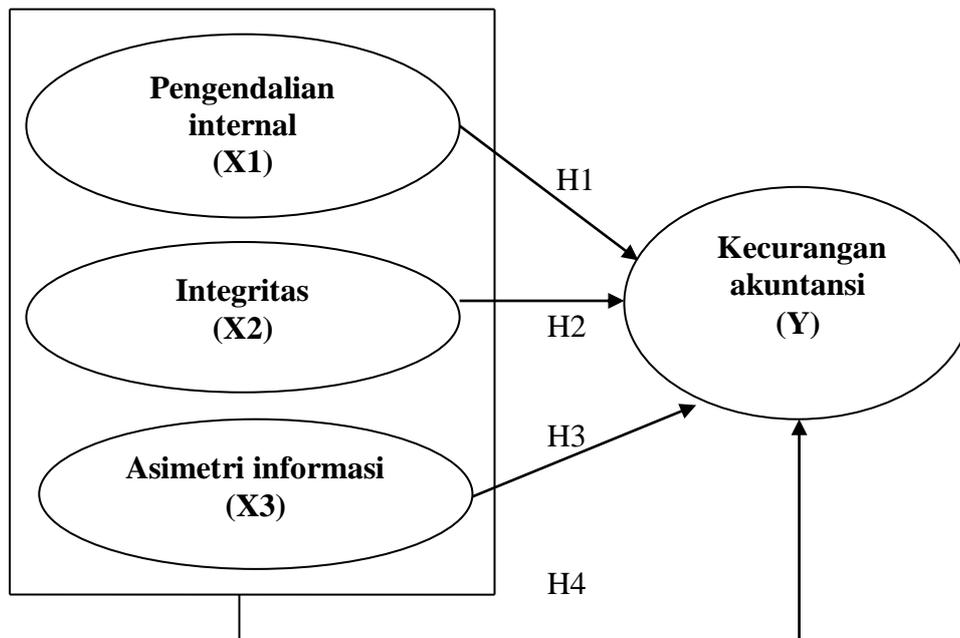 Pengendalian
internal
(X1)
H1
Integritas
(X2)
H2
Kecurangan
akuntansi
(Y)
Asimetri informasi
(X3)
H3
H4